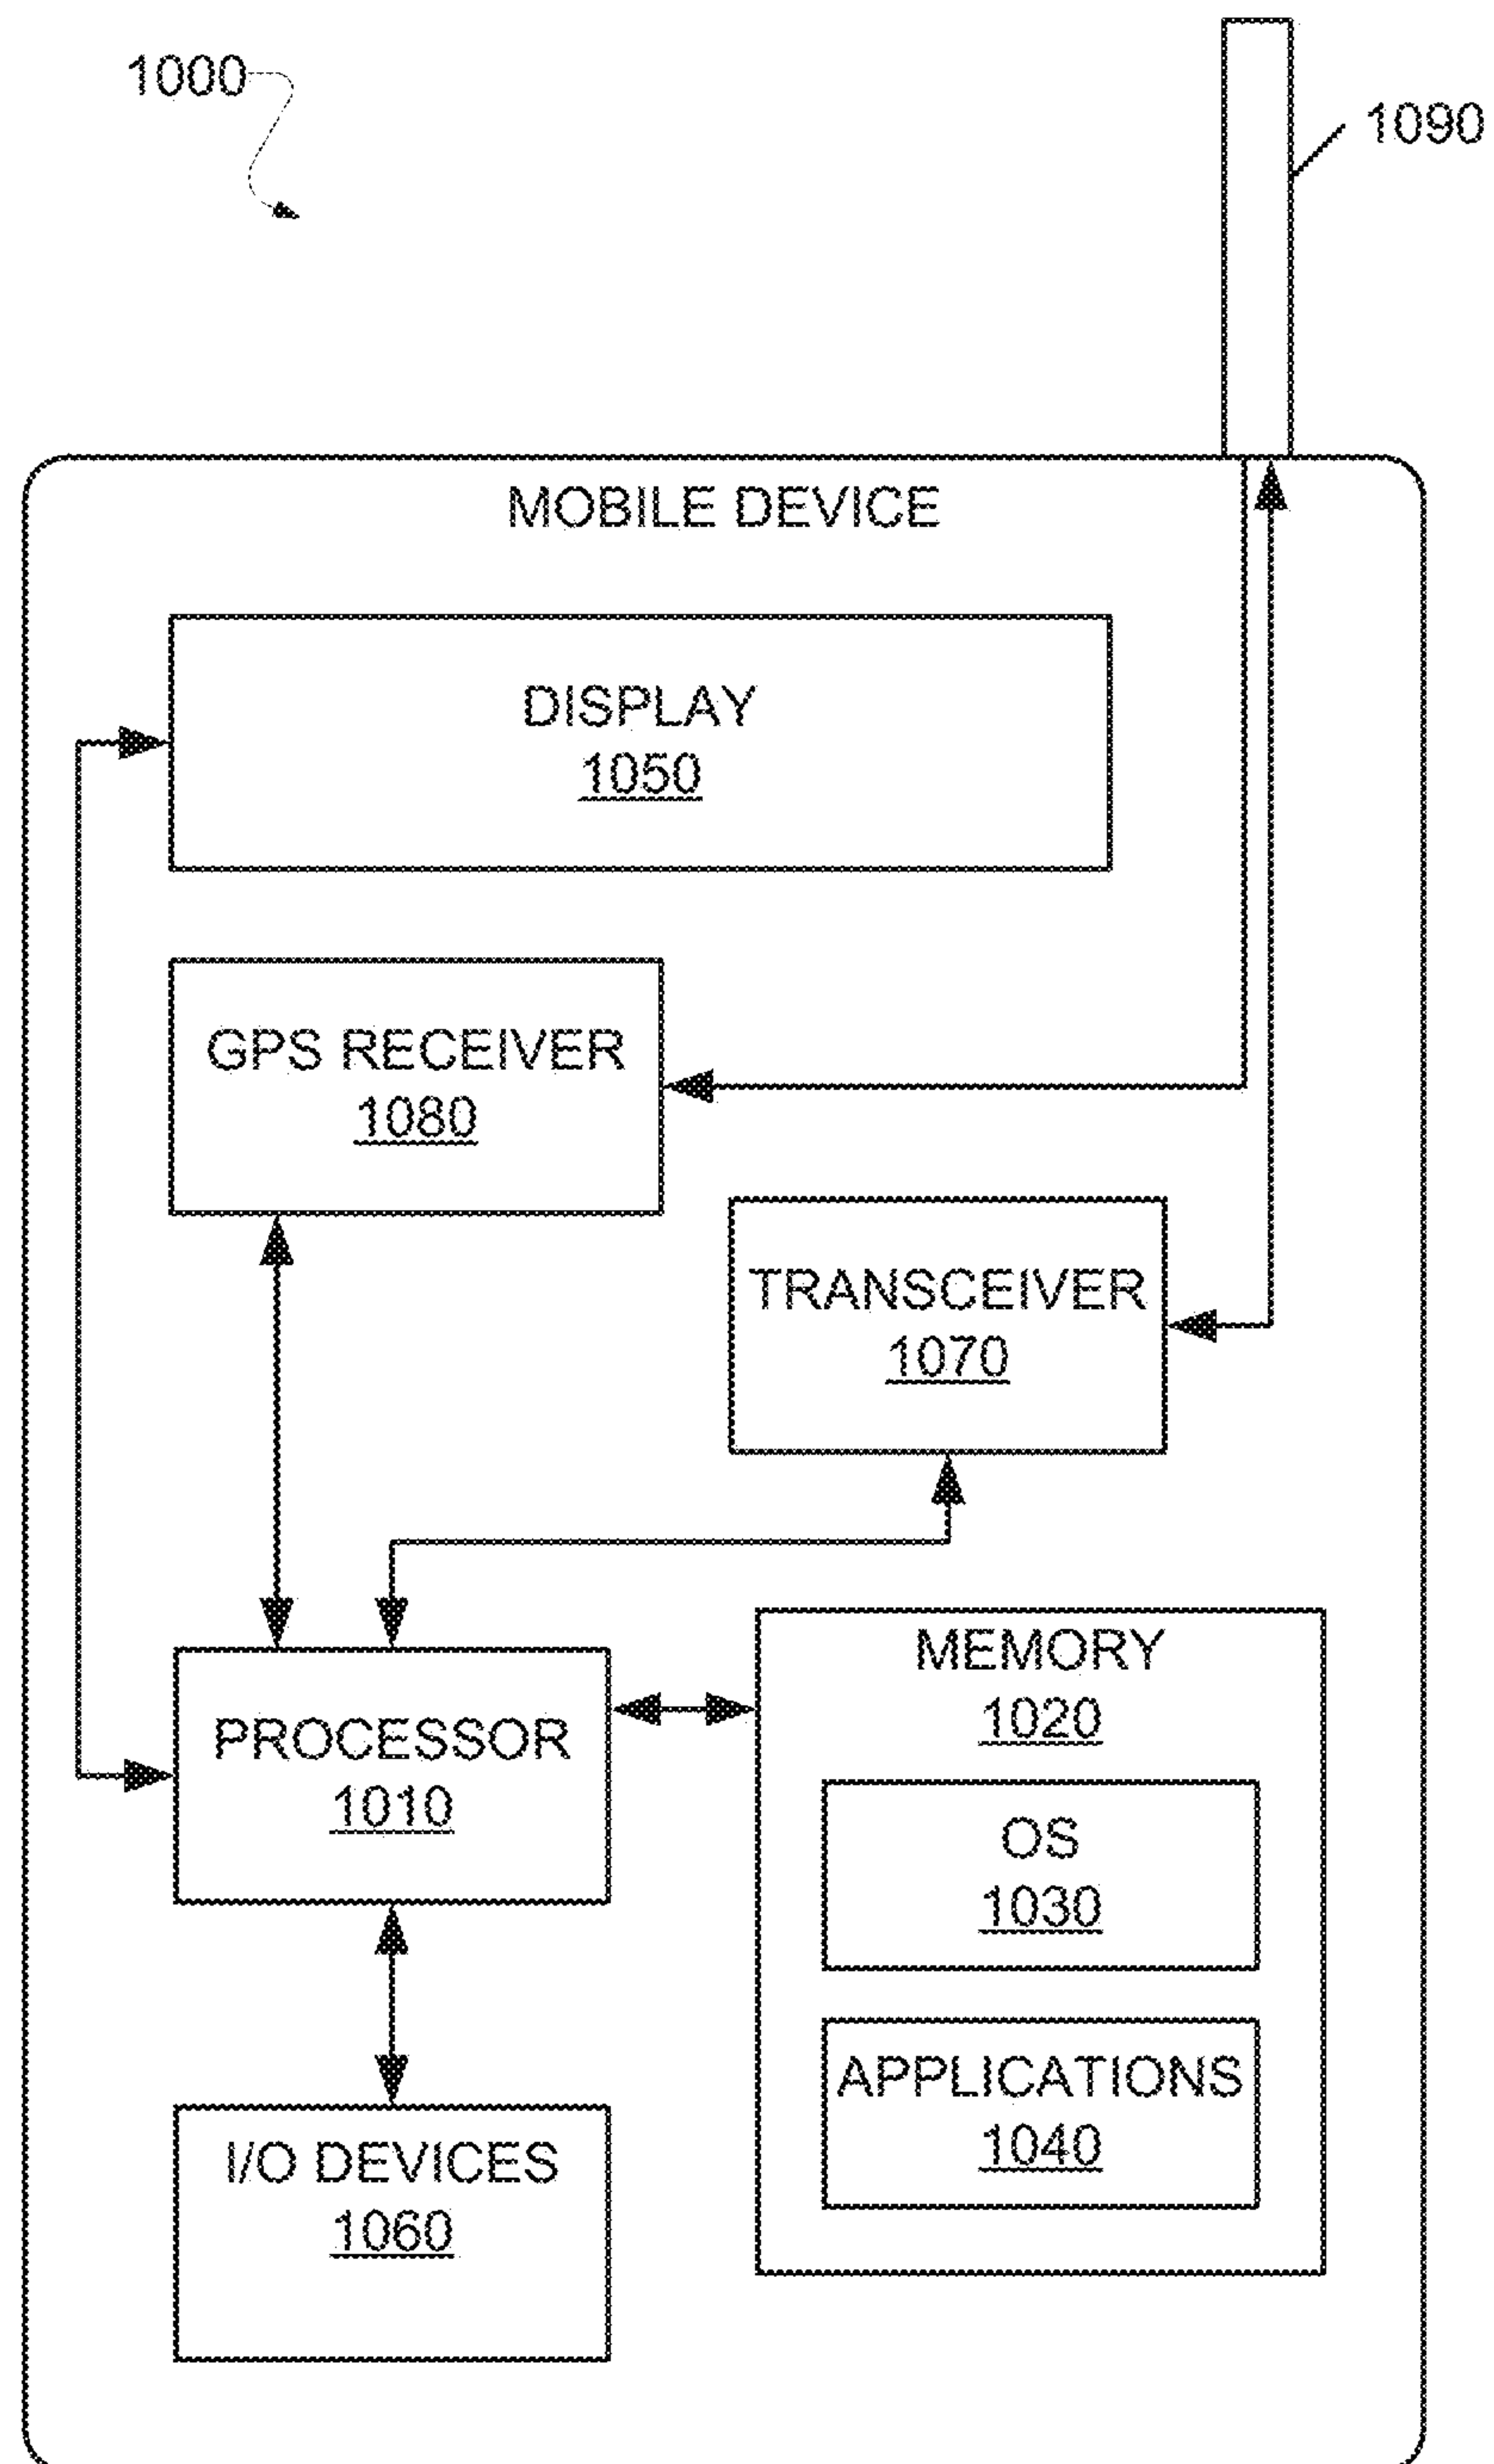 1000
1090
MOBILE DEVICE
DISPLAY
1050
GPS RECEIVER
1080
TRANSCEIVER
1070
PROCESSOR
1010
MEMORY
1020
OS
1030
APPLICATIONS
1040
I/O DEVICES
1060